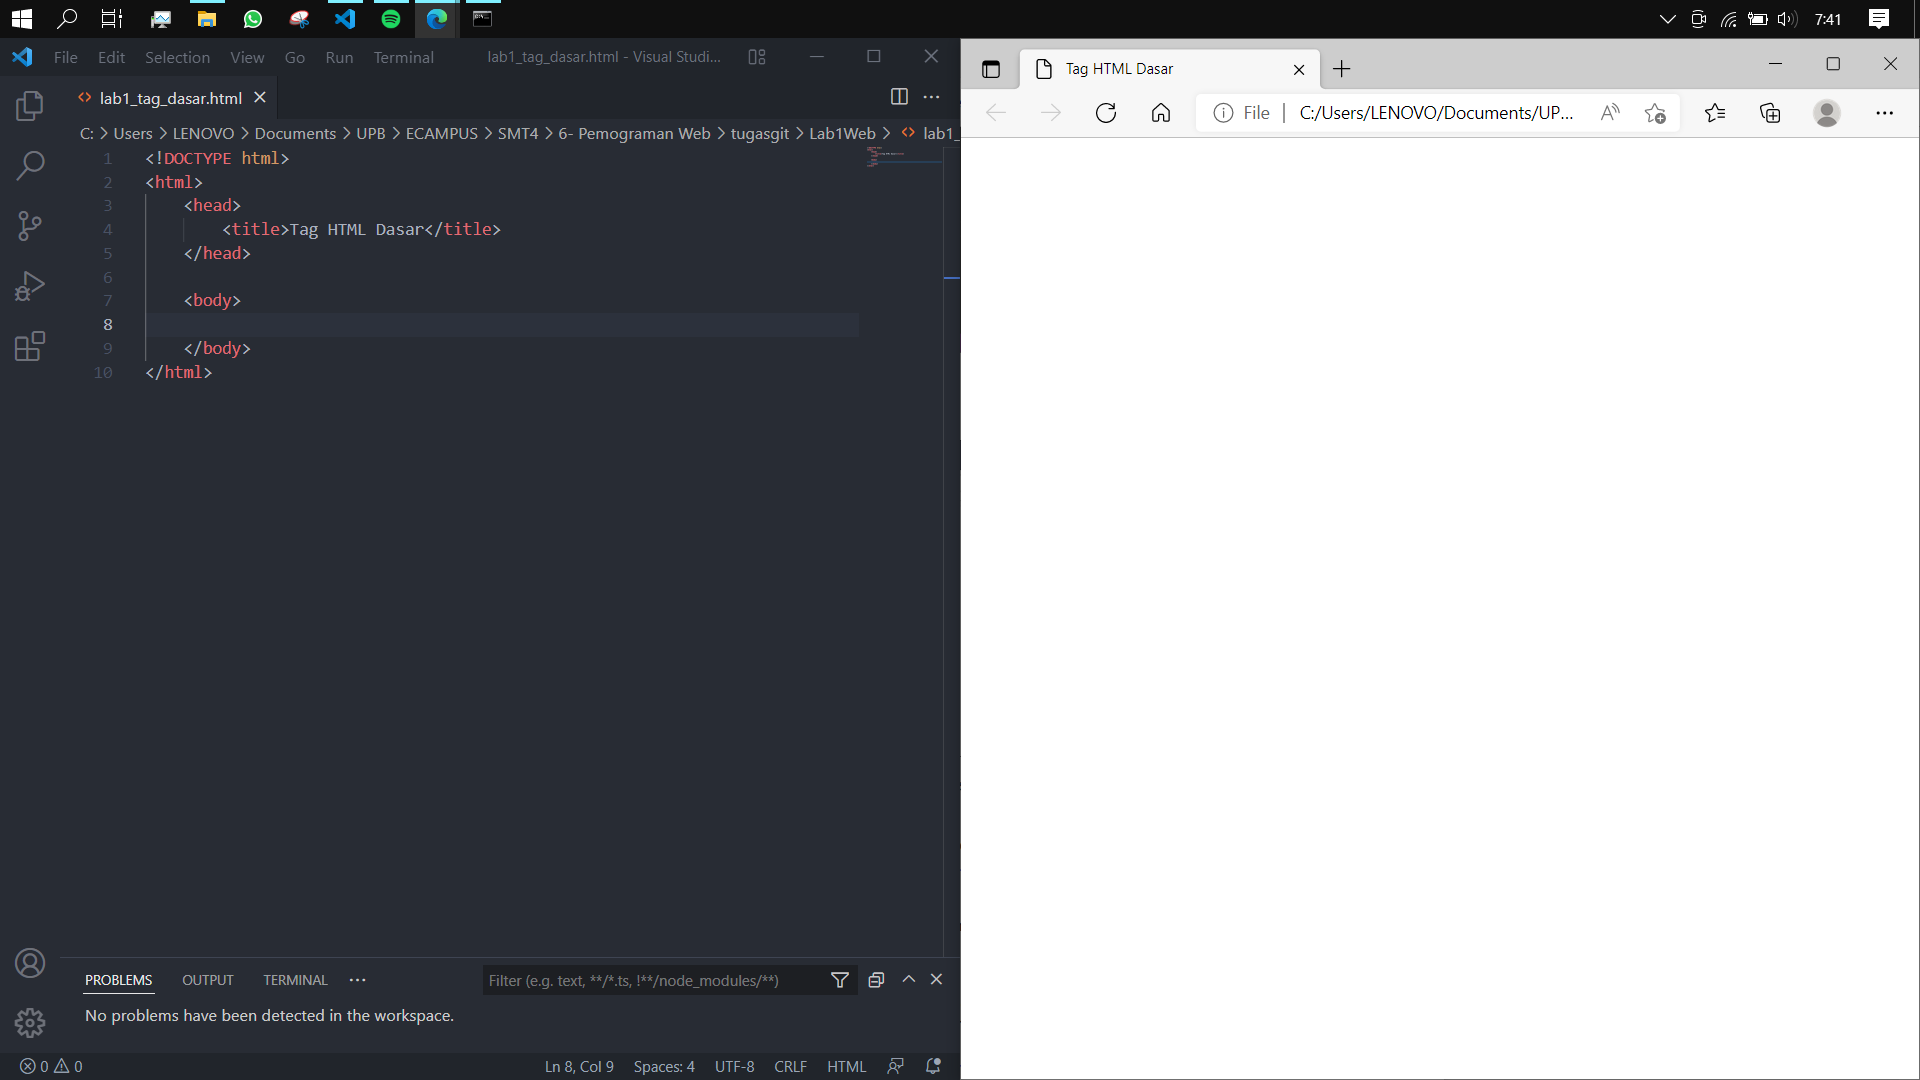 7:41
File Edit Selection View Go Run Terminal lab1_tag_dasar.html - Visual Studi...
lab1_tag_dasar.html
C: > Users > LENOVO > Documents > UPB > ECAMPUS > SMT4 > 6- Pemograman Web > tugasgit > Lab1Web > <> lab1_
1 <!DOCTYPE html>
2 <html>
3     <head>
4         <title>Tag HTML Dasar</title>
5     </head>
6
7     <body>
8
9     </body>
10 </html>
PROBLEMS OUTPUT TERMINAL ... Filter (e.g. text, **/*.ts, !**/node_modules/**)
No problems have been detected in the workspace.
0 0 Ln 8, Col 9 Spaces: 4 UTF-8 CRLF HTML
Tag HTML Dasar
File | C:/Users/LENOVO/Documents/UP...